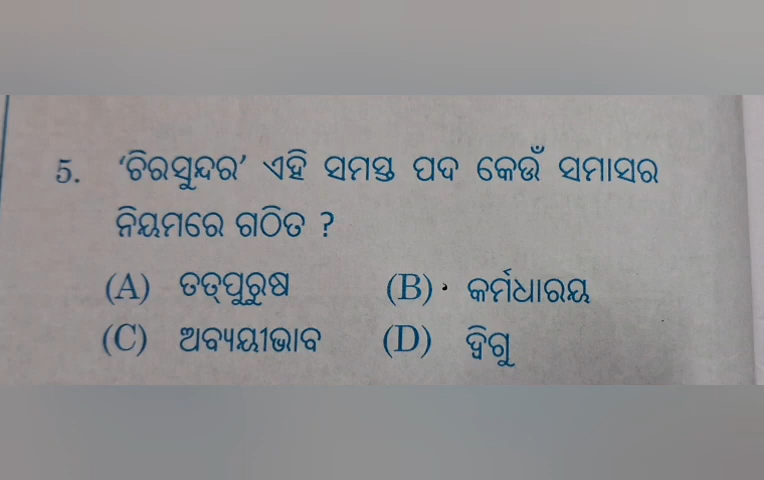 5. 'ଚିରସୁନ୍ଦର' ଏହି ସମସ୍ତ ପଦ କେଉଁ ସମାସର
ନିୟମରେ ଗଠିତ ?
(A) ତତ୍ପୁରୁଷ (B) କର୍ମଧାରୟ
(C) ଅବ୍ୟୟୀଭାବ (D) ଦ୍ୱିଗୁ